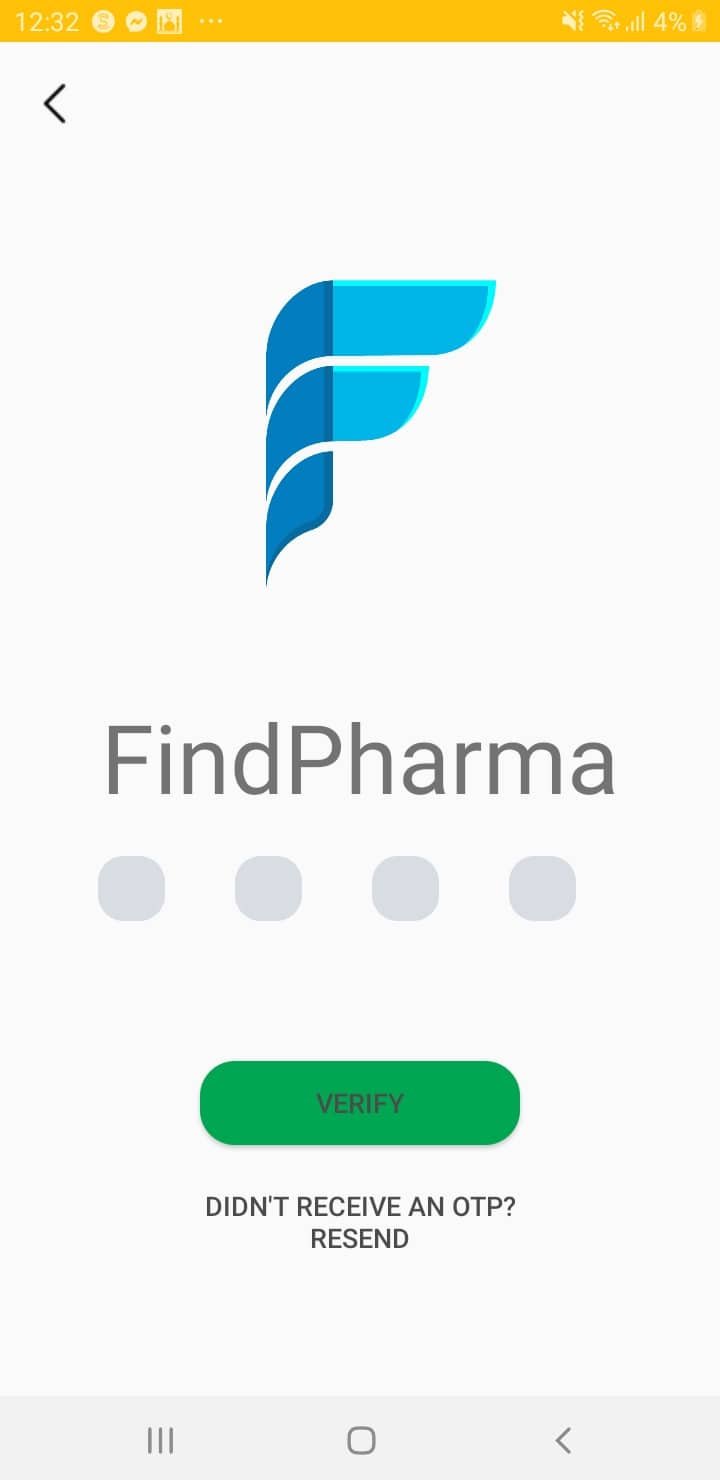 12:32
4%
FindPharma
VERIFY
DIDN'T RECEIVE AN OTP?
RESEND